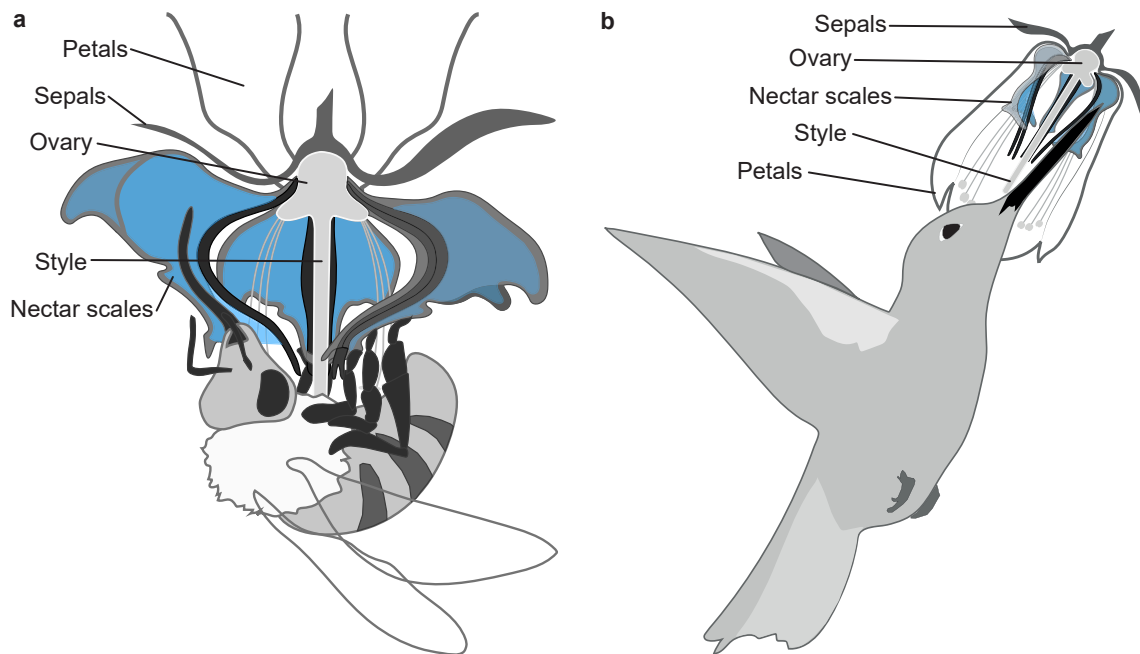 a
Petals
Sepals
Ovary
Style
Nectar scales
b
Sepals
Ovary
Nectar scales
Style
Petals